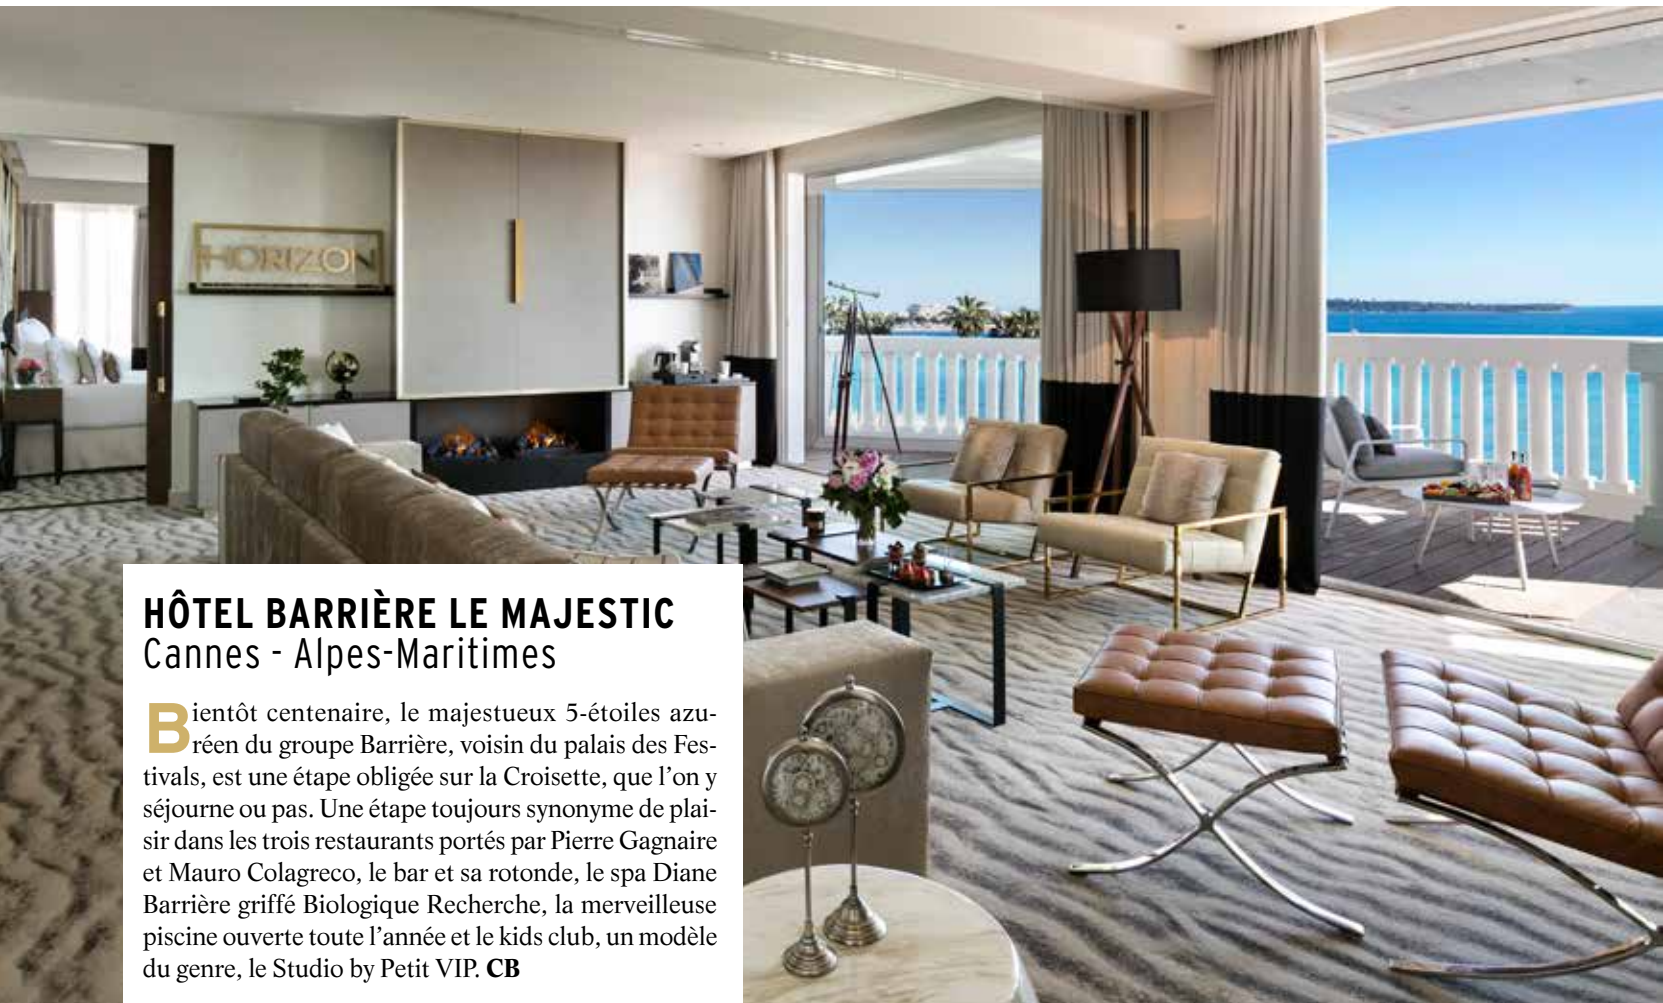 HORIZON
HÔTEL BARRIÈRE LE MAJESTIC
Cannes - Alpes-Maritimes
Bientôt centenaire, le majestueux 5-étoiles azu-
réen du groupe Barrière, voisin du palais des Fes-
tivals, est une étape obligée sur la Croisette, que l’on y
séjourne ou pas. Une étape toujours synonyme de plai-
sir dans les trois restaurants portés par Pierre Gagnaire
et Mauro Colagreco, le bar et sa rotonde, le spa Diane
Barrière griffé Biologique Recherche, la merveilleuse
piscine ouverte toute l’année et le kids club, un modèle
du genre, le Studio by Petit VIP. CB